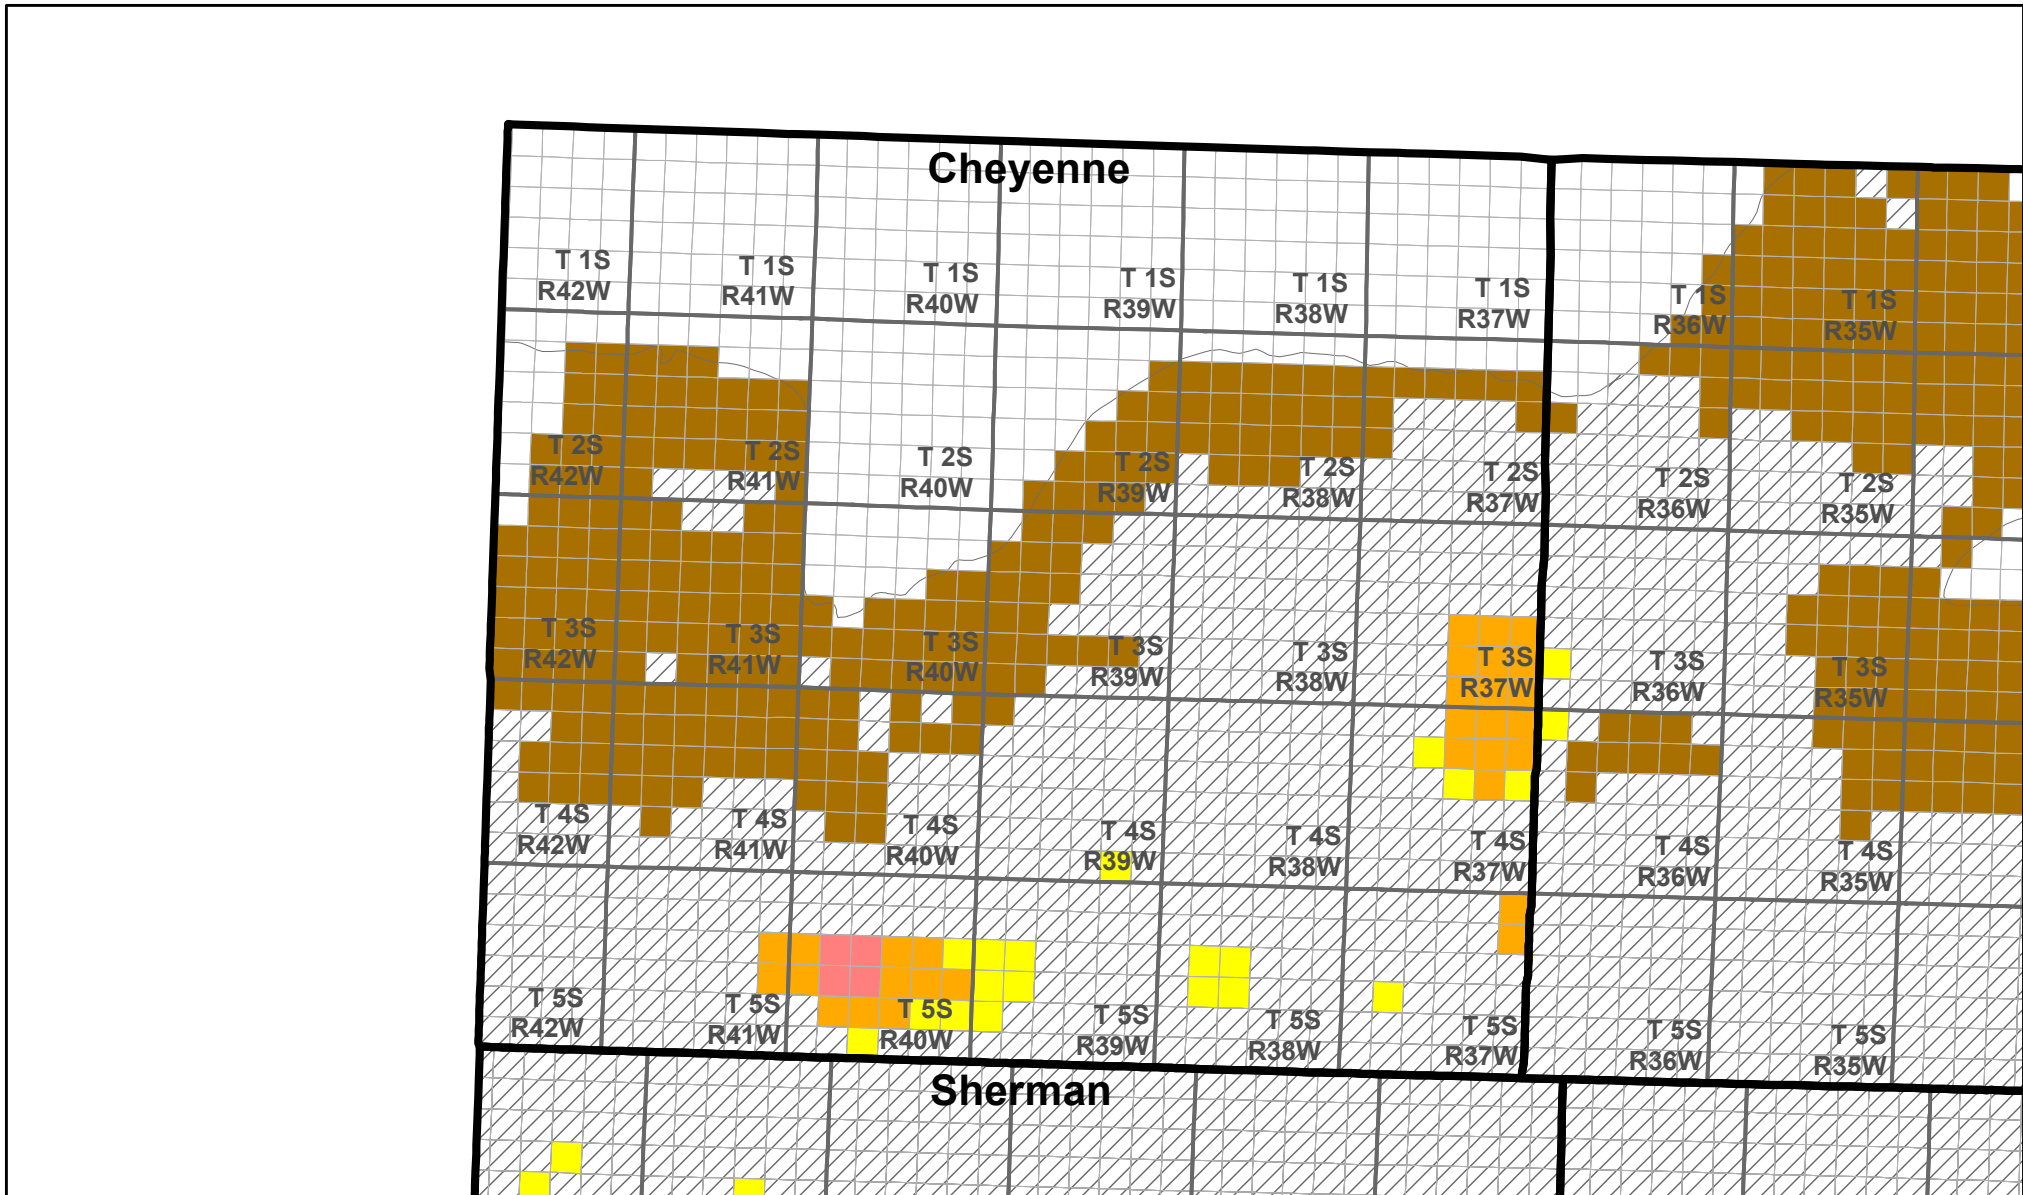 Cheyenne
T 1S
R42W
T 1S
R41W
T 1S
R40W
T 1S
R39W
T 1S
R38W
T 1S
R37W
T 1S
R36W
T 1S
R35W
T 2S
R42W
T 2S
R41W
T 2S
R40W
T 2S
R39W
T 2S
R38W
T 2S
R37W
T 2S
R36W
T 2S
R35W
T 3S
R42W
T 3S
R41W
T 3S
R40W
T 3S
R39W
T 3S
R38W
T 3S
R37W
T 3S
R36W
T 3S
R35W
T 4S
R42W
T 4S
R41W
T 4S
R40W
T 4S
R39W
T 4S
R38W
T 4S
R37W
T 4S
R36W
T 4S
R35W
T 5S
R42W
T 5S
R41W
T 5S
R40W
T 5S
R39W
T 5S
R38W
T 5S
R37W
T 5S
R36W
T 5S
R35W
Sherman